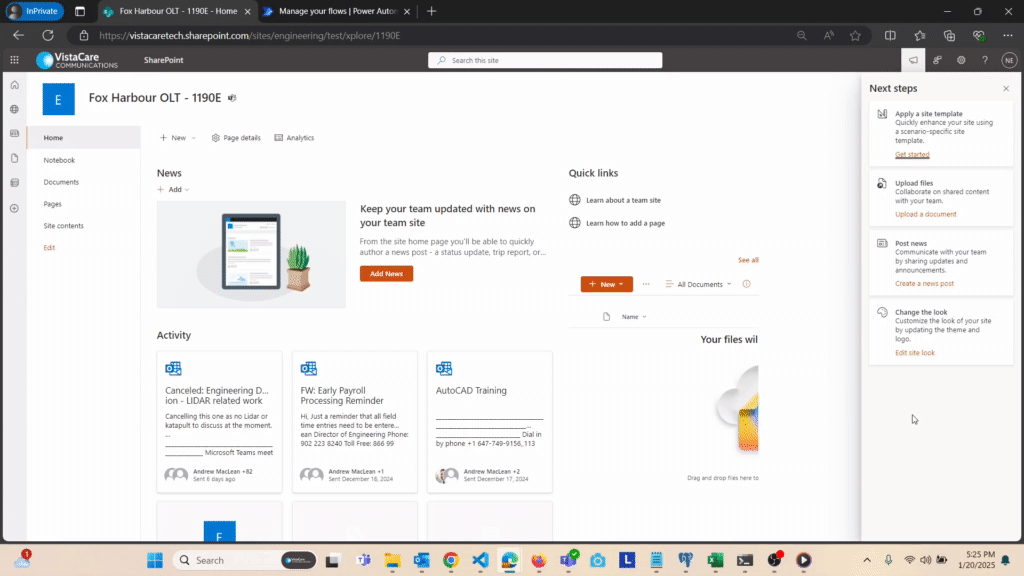 InPrivate
Fox Harbour OLT - 1190E - Home
Manage your flows | Power Auto
https://vistacaretech.sharepoint.com/sites/engineering/test/xplore/1190E
VistaCare
COMMUNICATIONS
SharePoint
Search this site
NE
E
Fox Harbour OLT - 1190E
Home
Notebook
Documents
Pages
Site contents
Edit
New
Page details
Analytics
News
Add
Keep your team updated with news on
your team site
From the site home page you'll be able to quickly
author a news post - a status update, trip report, or...
Add News
Quick links
Learn about a team site
Learn how to add a page
See all
New
All Documents
Name
Your files wil
Drag and drop files here to
Activity
Canceled: Engineering D...
ion - LIDAR related work
Cancelling this one as no Lidar or
katapult to discuss at the moment.
...
Microsoft Teams meet
Andrew MacLean +82
Sent 6 days ago
FW: Early Payroll
Processing Reminder
Hi, Just a reminder that all field
time entries need to be entere...
ean Director of Engineering Phone:
902 223 8240 Toll Free: 866 99
Andrew MacLean +1
Sent December 16, 2024
AutoCAD Training
Dial in
by phone +1 647-749-9156,,113
Andrew MacLean +2
Sent December 17, 2024
E
Next steps
Apply a site template
Quickly enhance your site using
a scenario-specific site
template.
Get started
Upload files
Collaborate on shared content
with your team.
Upload a document
Post news
Communicate with your team
by sharing updates and
announcements.
Create a news post
Change the look
Customize the look of your site
by updating the theme and
logo.
Edit site look
1
Search
L
5:25 PM
1/20/2025